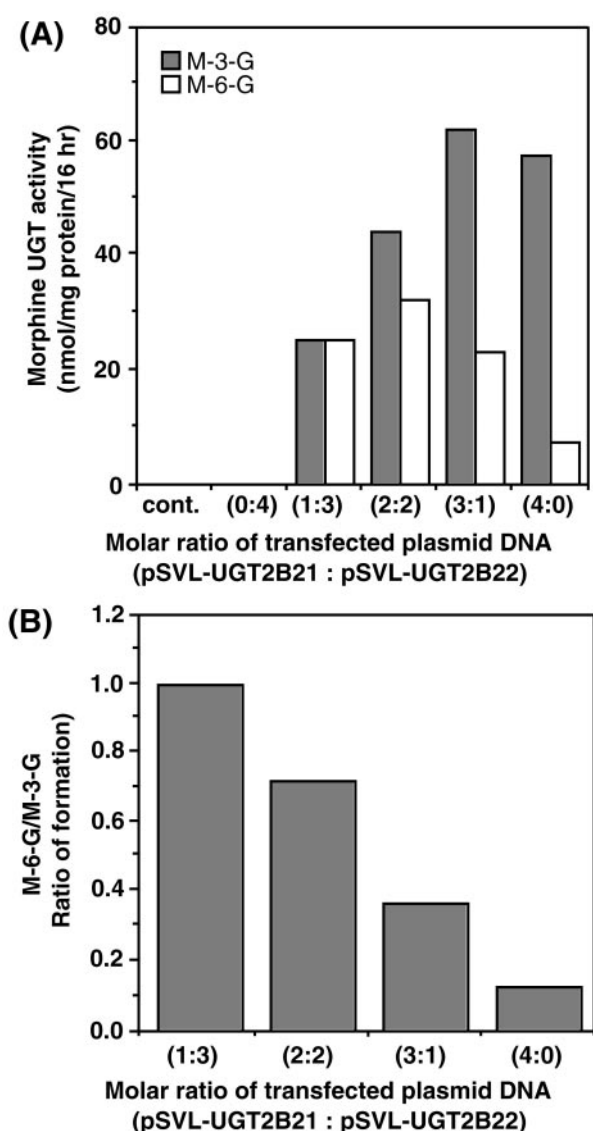 (A)
80
60
40
20
0
Morphine UGT activity
(nmol/mg protein/16 hr)
M-3-G
M-6-G
cont. (0:4) (1:3) (2:2) (3:1) (4:0)
Molar ratio of transfected plasmid DNA
(pSVL-UGT2B21 : pSVL-UGT2B22)
(B)
1.2
1.0
0.8
0.6
0.4
0.2
0.0
M-6-G/M-3-G
Ratio of formation)
(1:3) (2:2) (3:1) (4:0)
Molar ratio of transfected plasmid DNA
(pSVL-UGT2B21 : pSVL-UGT2B22)